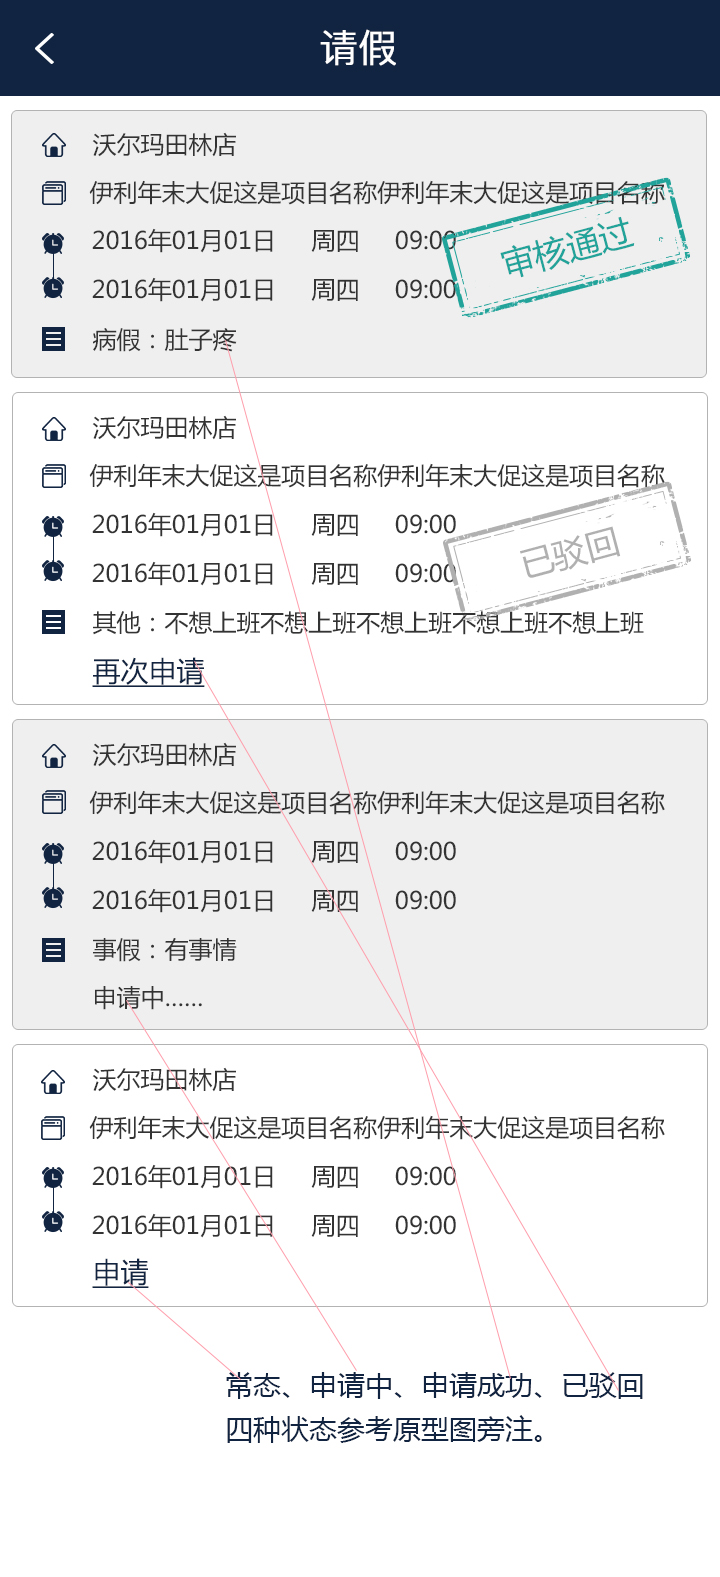 请假
沃尔玛田林店
伊利年末大促这是项目名称伊利年末大促这是项目名称
2016年01月01日 周四 09:00
审核通过
2016年01月01日 周四 09:00
病假：肚子疼
沃尔玛田林店
伊利年末大促这是项目名称伊利年末大促这是项目名称
2016年01月01日 周四 09:00
已驳回
2016年01月01日 周四 09:00
其他：不想上班不想上班不想上班不想上班不想上班
再次申请
沃尔玛田林店
伊利年末大促这是项目名称伊利年末大促这是项目名称
2016年01月01日 周四 09:00
2016年01月01日 周四 09:00
事假：有事情
申请中……
沃尔玛田林店
伊利年末大促这是项目名称伊利年末大促这是项目名称
2016年01月01日 周四 09:00
2016年01月01日 周四 09:00
申请
常态、申请中、申请成功、已驳回
四种状态参考原型图旁注。